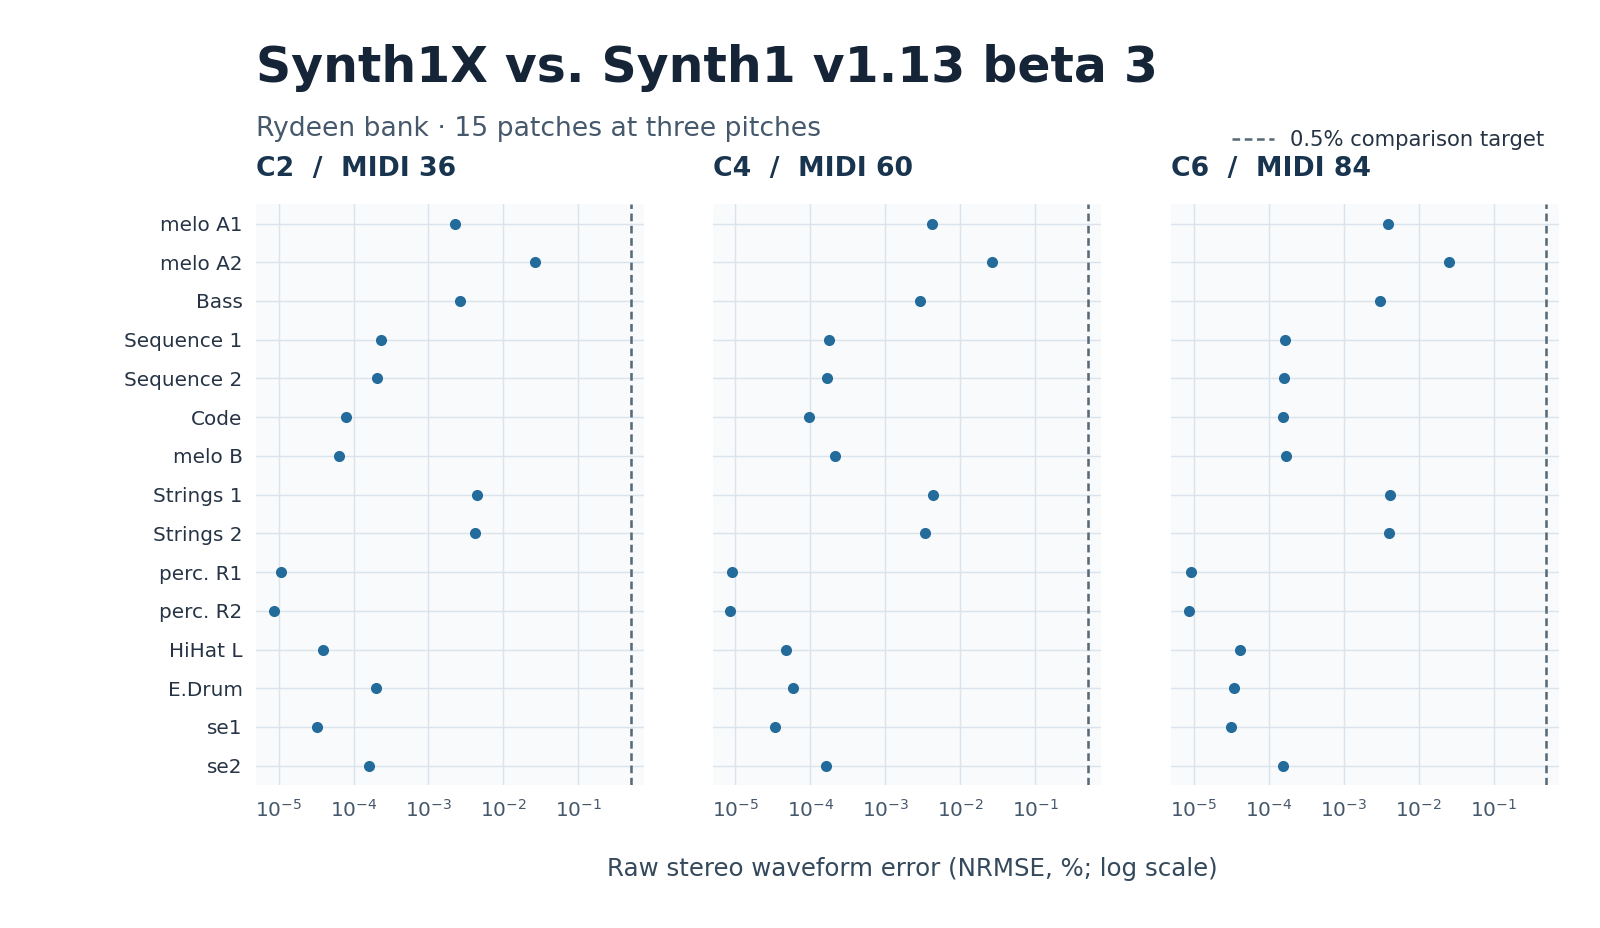 Synth1X vs. Synth1 v1.13 beta 3
Rydeen bank · 15 patches at three pitches
0.5% comparison target
C2 / MIDI 36
C4 / MIDI 60
C6 / MIDI 84
melo A1
melo A2
Bass
Sequence 1
Sequence 2
Code
melo B
Strings 1
Strings 2
perc. R1
perc. R2
HiHat L
E.Drum
se1
se2
10⁻⁵ 10⁻⁴ 10⁻³ 10⁻² 10⁻¹
10⁻⁵ 10⁻⁴ 10⁻³ 10⁻² 10⁻¹
10⁻⁵ 10⁻⁴ 10⁻³ 10⁻² 10⁻¹
Raw stereo waveform error (NRMSE, %; log scale)